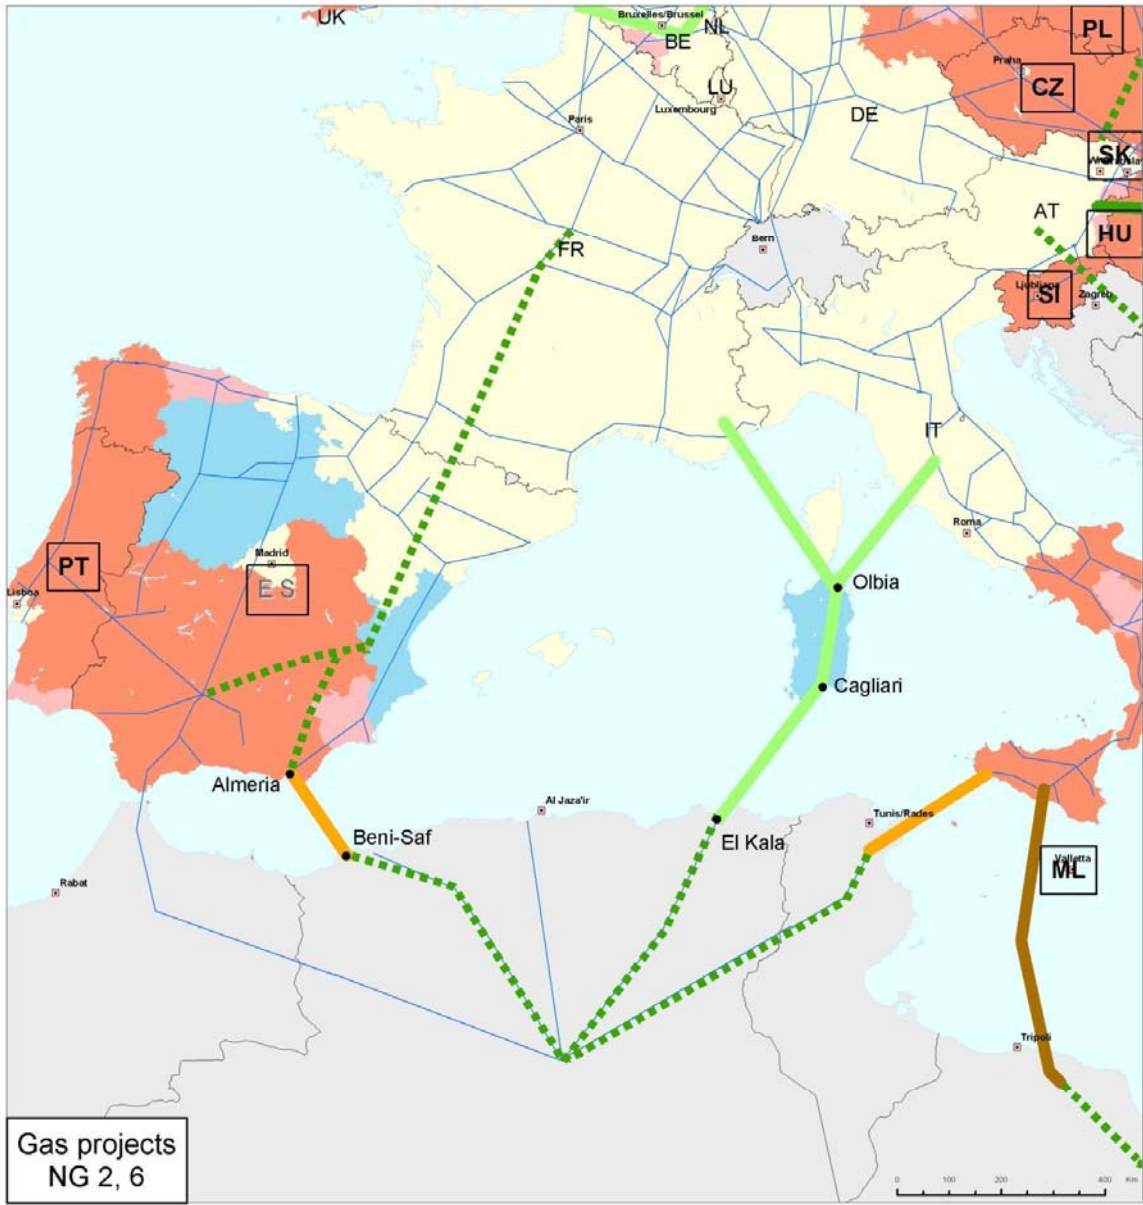 UK
Bruxelles/Brussel
NL
BE
PL
Praha
CZ
LU
Luxembourg
Paris
DE
SK
AT
FR
Bern
HU
Ljubljana
SI
Zagreb
IT
Roma
Madrid
PT
E S
Lisboa
Olbia
Cagliari
Almeria
Al Jaza'ir
Tunis/Rades
El Kala
Beni-Saf
Valletta
ML
Rabat
Tripoli
Gas projects
NG 2, 6
0 100 200 400 Km